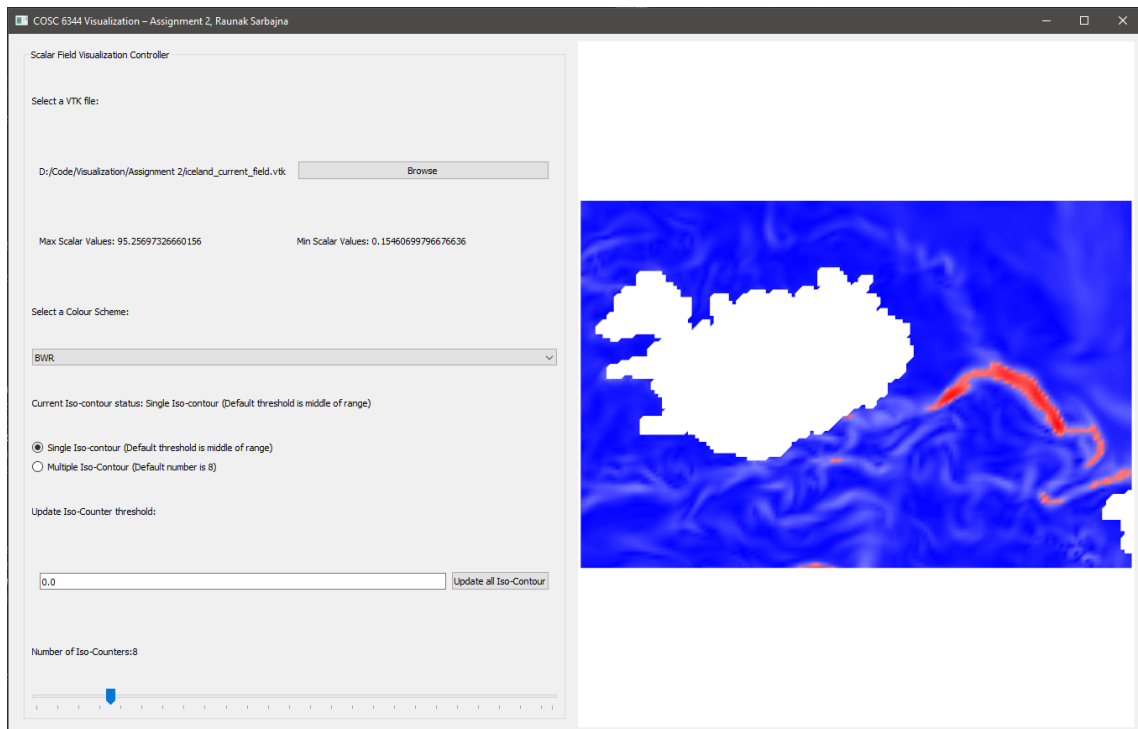 COSC 6344 Visualization – Assignment 2, Raunak Sarbajna
Scalar Field Visualization Controller
Select a VTK file:
D:/Code/Visualization/Assignment 2/iceland_current_field.vtk Browse
Max Scalar Values: 95.25697326660156 Min Scalar Values: 0.15460699796676636
Select a Colour Scheme:
BWR
Current Iso-contour status: Single Iso-contour (Default threshold is middle of range)
Single Iso-contour (Default threshold is middle of range)
Multiple Iso-Contour (Default number is 8)
Update Iso-Counter threshold:
0.0 Update all Iso-Contour
Number of Iso-Counters:8